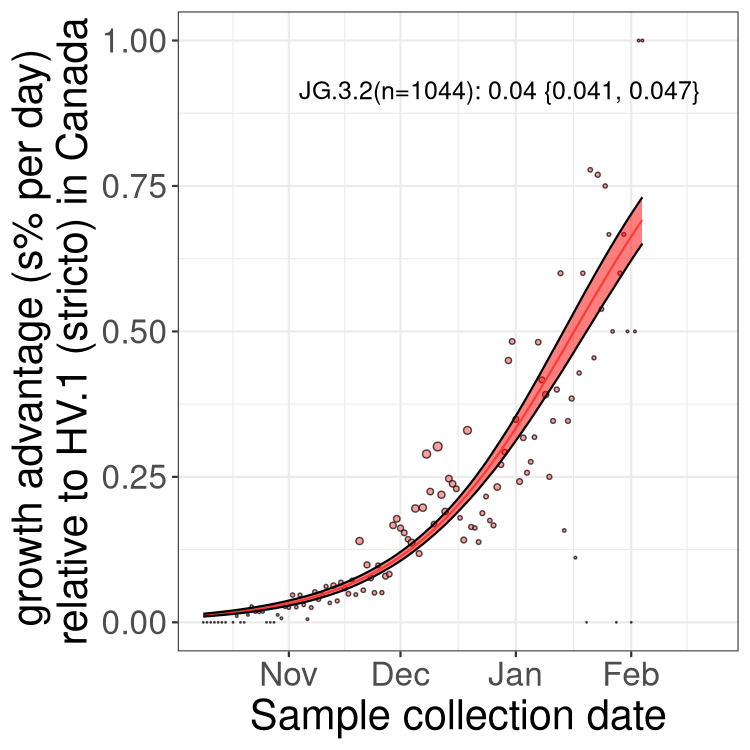 growth advantage (s% per day)
relative to HV.1 (stricto) in Canada
1.00
0.75
0.50
0.25
0.00
JG.3.2(n=1044): 0.04 {0.041, 0.047}
Nov Dec Jan Feb
Sample collection date